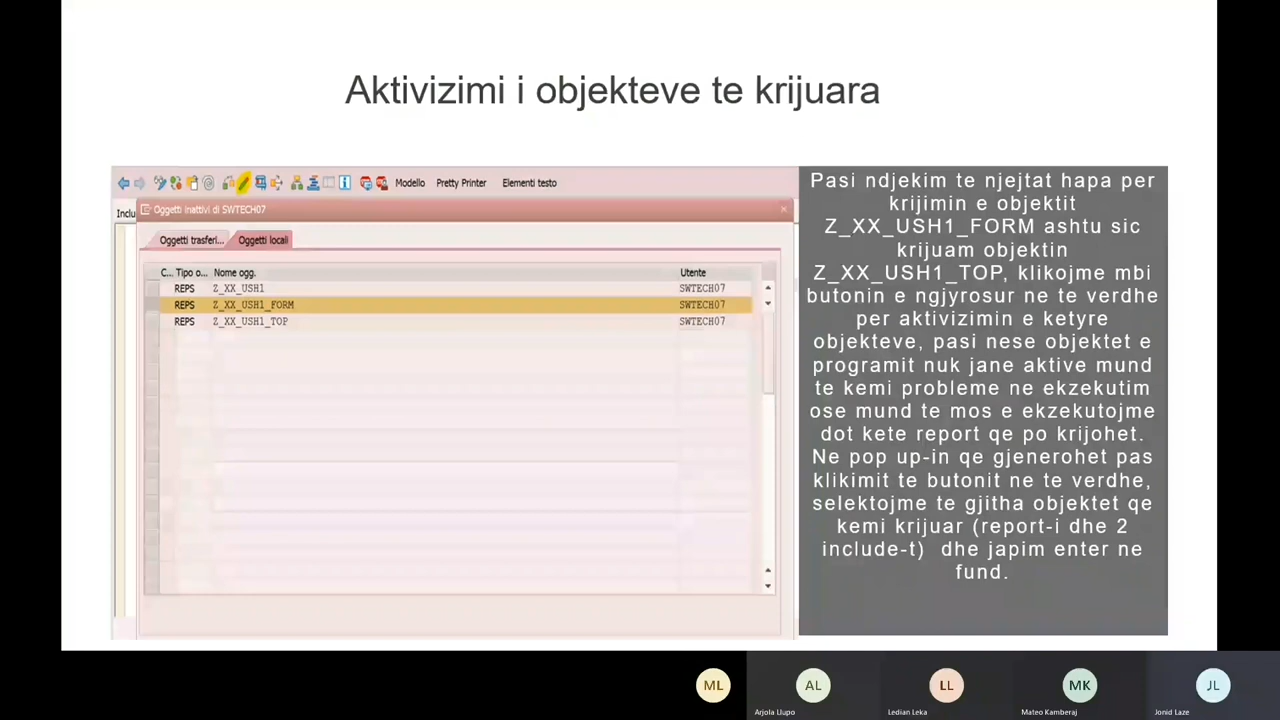 Aktivizimi i objekteve te krijuara
Modello Pretty Printer Elementi testo
Inclu
Oggetti inattivi di SWTECH07
Oggetti trasferi... Oggetti locali
C... Tipo o... Nome ogg. Utente
REPS Z_XX_USH1 SWTECH07
REPS Z_XX_USH1_FORM SWTECH07
REPS Z_XX_USH1_TOP SWTECH07
Pasi ndjekim te njejtat hapa per
krijimin e objektit
Z_XX_USH1_FORM ashtu sic
krijuam objektin
Z_XX_USH1_TOP, klikojme mbi
butonin e ngjyrosur ne te verdhe
per aktivizimin e ketyre
objekteve, pasi nese objektet e
programit nuk jane aktive mund
te kemi probleme ne ekzekutim
ose mund te mos e ekzekutojme
dot kete report qe po krijohet.
Ne pop up-in qe gjenerohet pas
klikimit te butonit ne te verdhe,
selektojme te gjitha objektet qe
kemi krijuar (report-i dhe 2
include-t) dhe japim enter ne
fund.
ML AL LL MK JL
Arjola Llupo Ledian Leka Mateo Kamberaj Jonid Laze